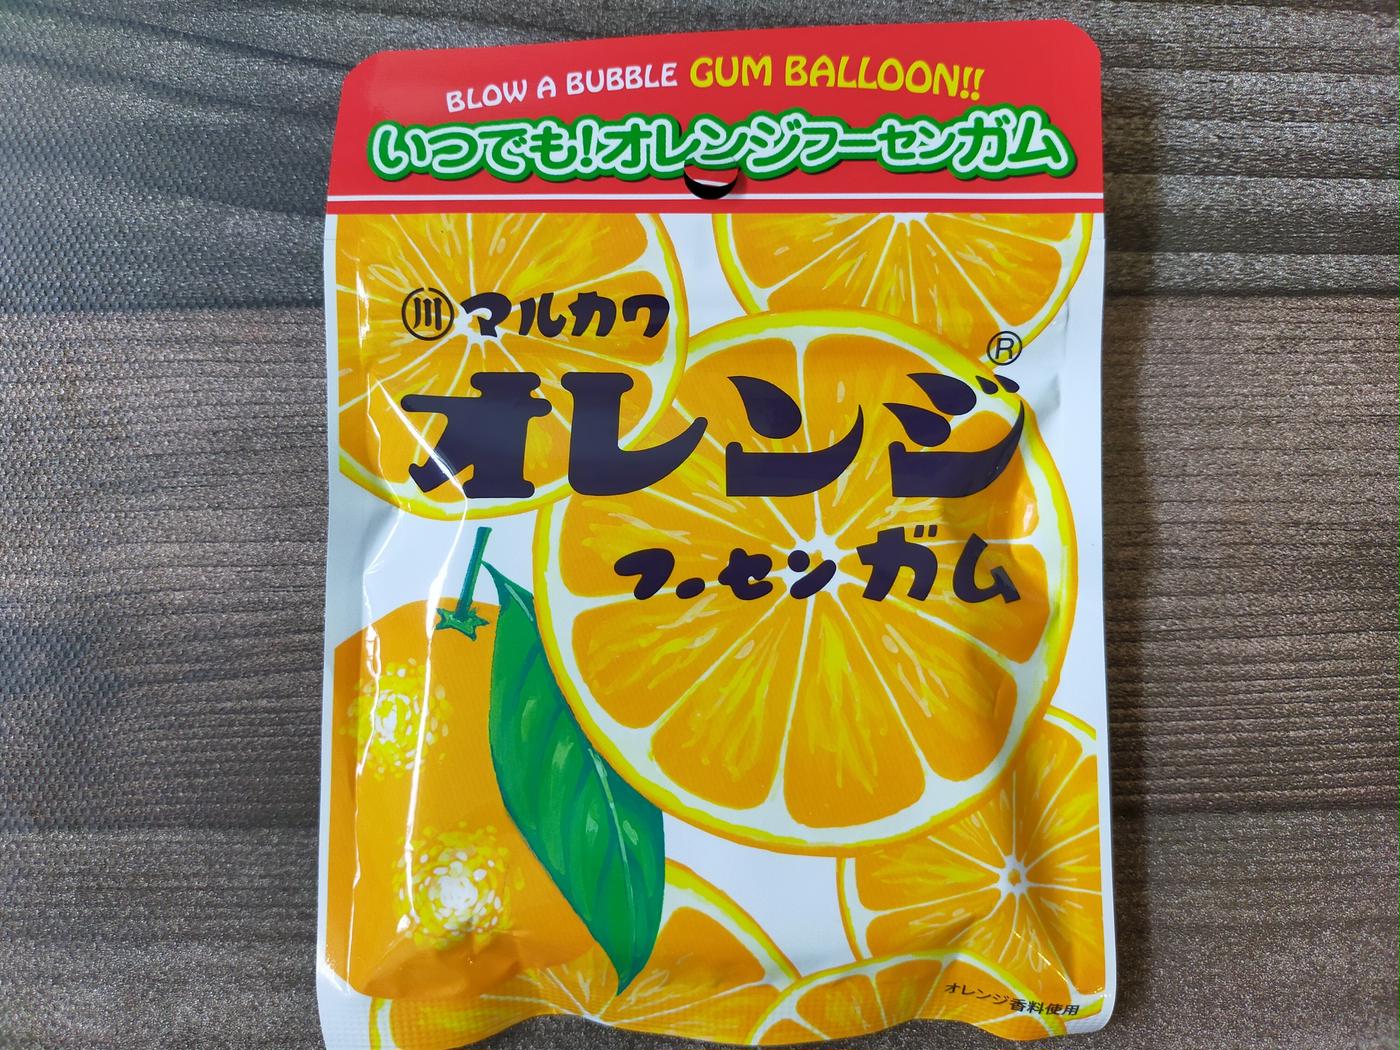 BLOW A BUBBLE GUM BALLOON!!
いつでも!オレンジフーセンガム
川 マルカワ
オレンジ®
フーセンガム
オレンジ香料使用